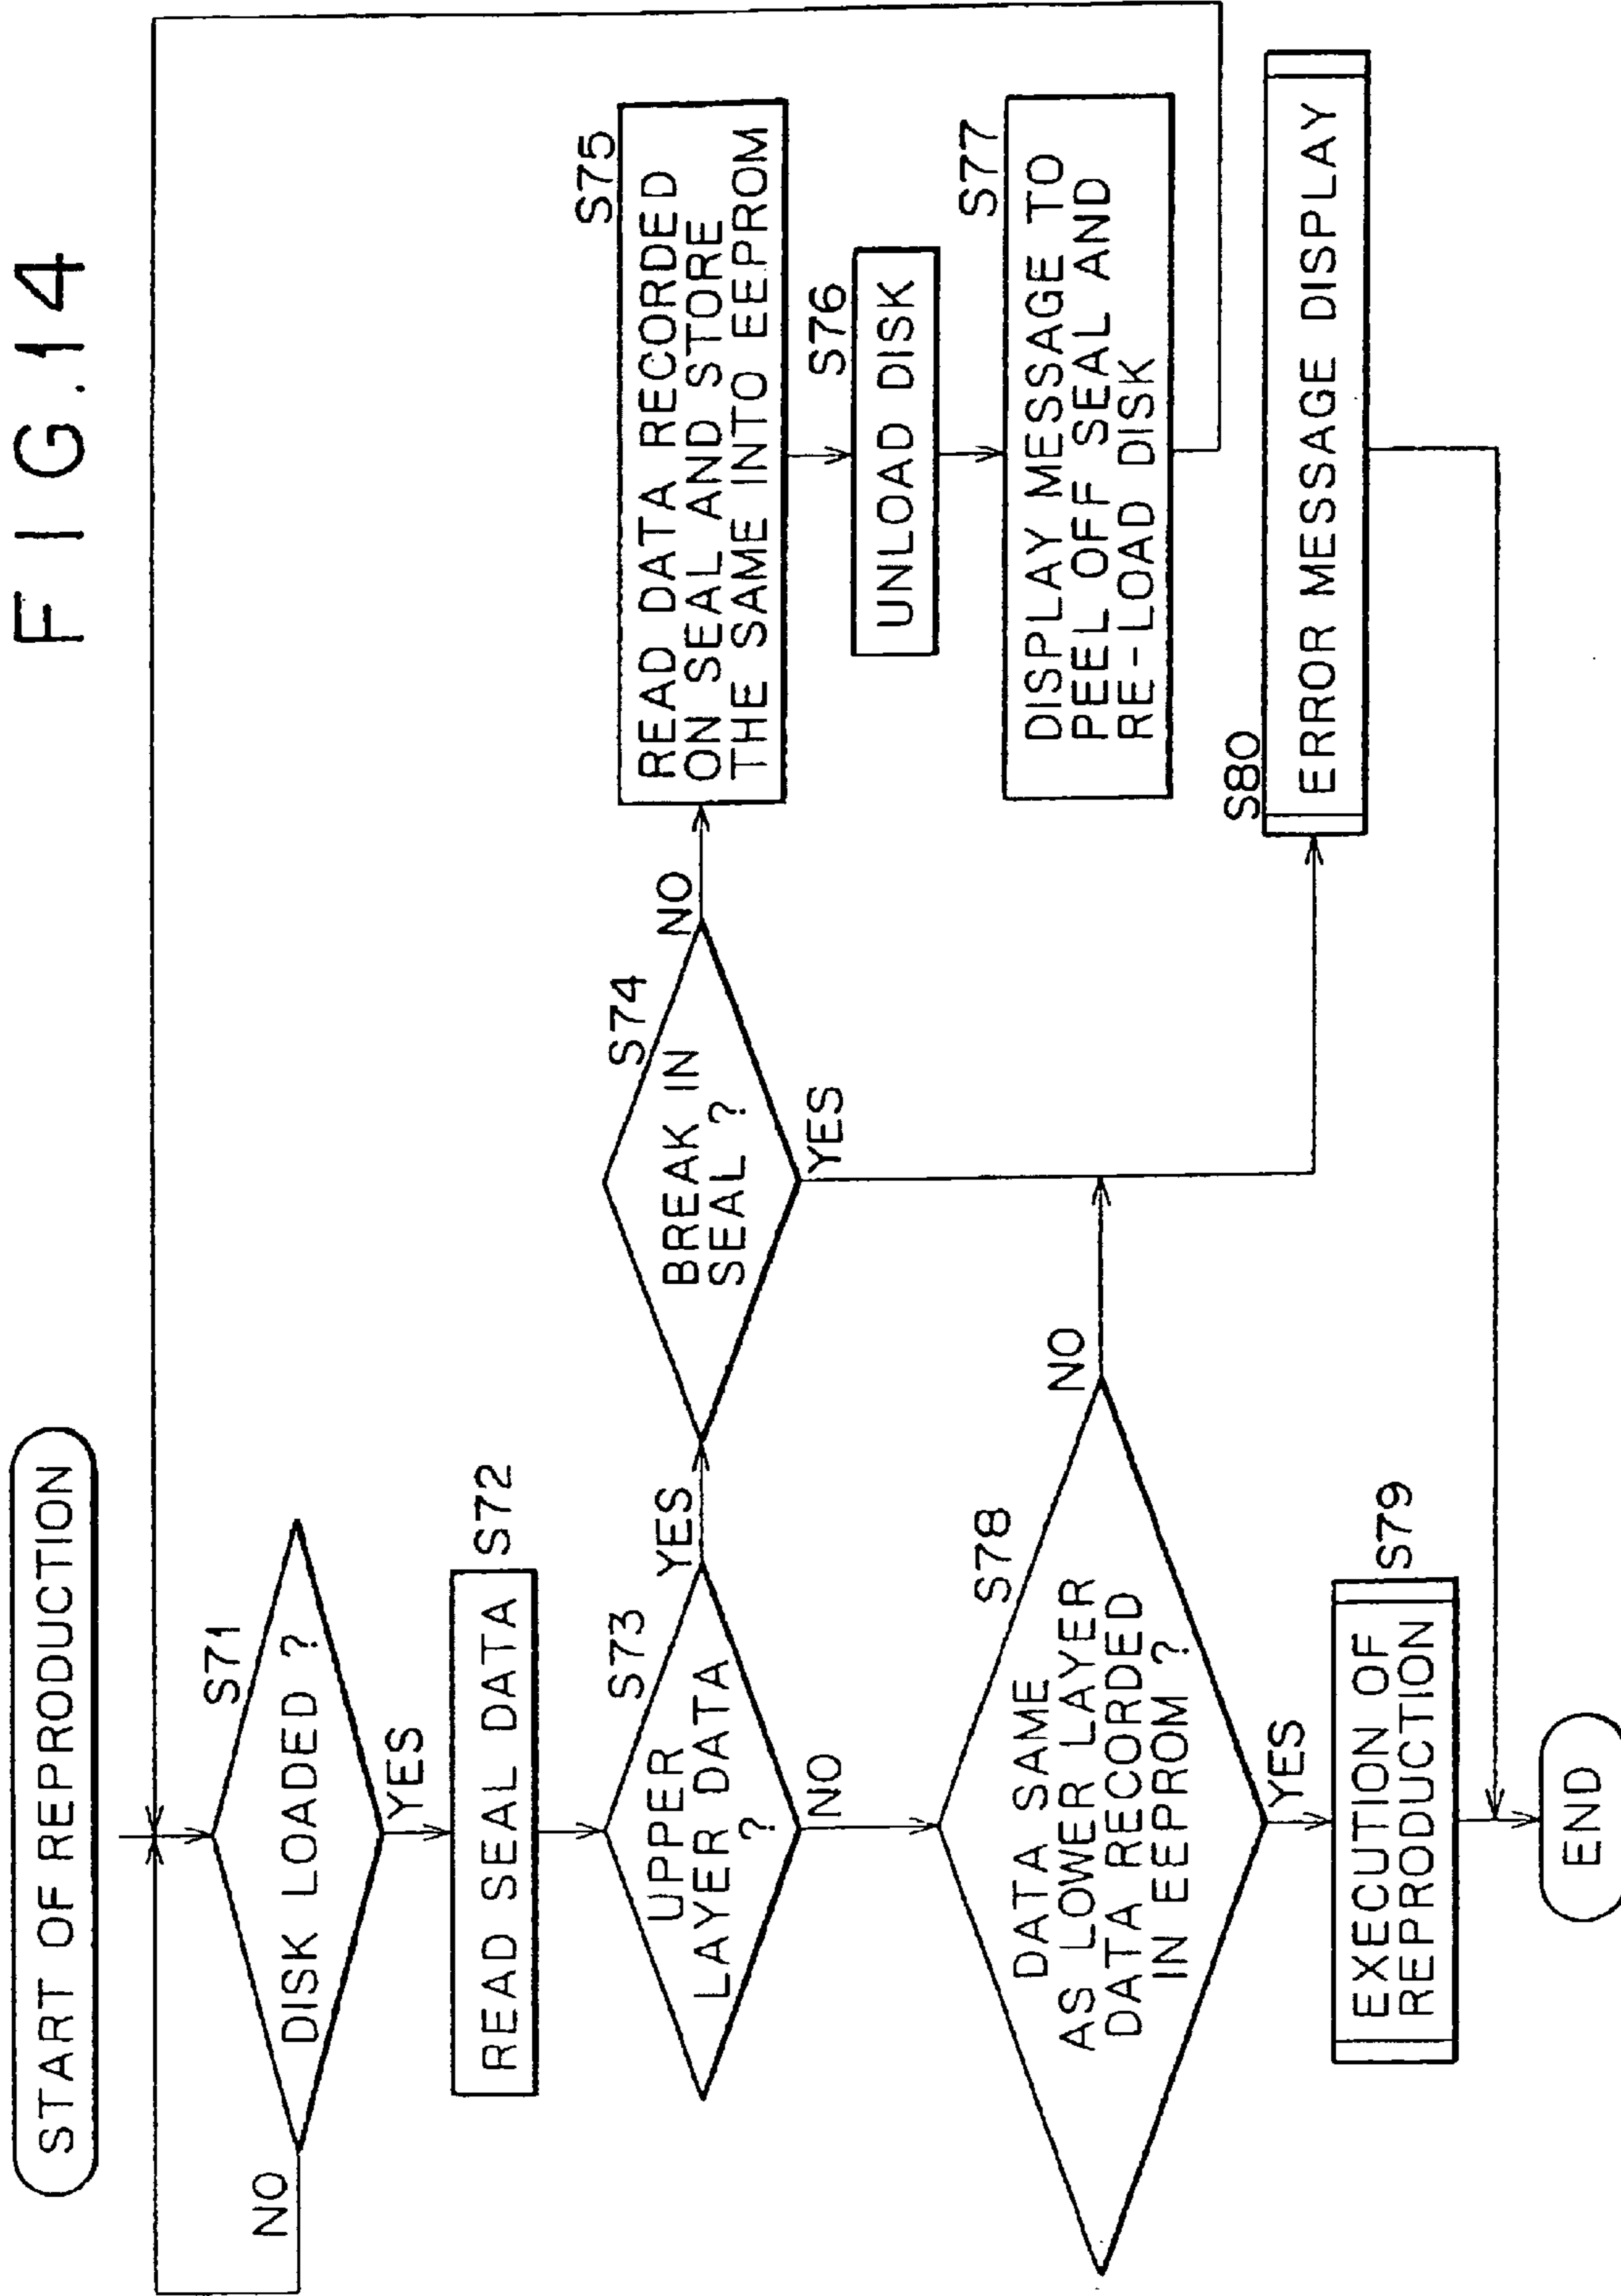 FIG.14
START OF REPRODUCTION
S71
DISK LOADED ?
NO
YES
READ SEAL DATA
S72
S73
UPPER
LAYER DATA
?
YES
NO
S74
BREAK IN
SEAL ?
NO
YES
S75
READ DATA RECORDED
ON SEAL AND STORE
THE SAME INTO EEPROM
S76
UNLOAD DISK
S77
DISPLAY MESSAGE TO
PEEL OFF SEAL AND
RE-LOAD DISK
S78
DATA SAME
AS LOWER LAYER
DATA RECORDED
IN EEPROM ?
NO
YES
S79
EXECUTION OF
REPRODUCTION
S80
ERROR MESSAGE DISPLAY
END